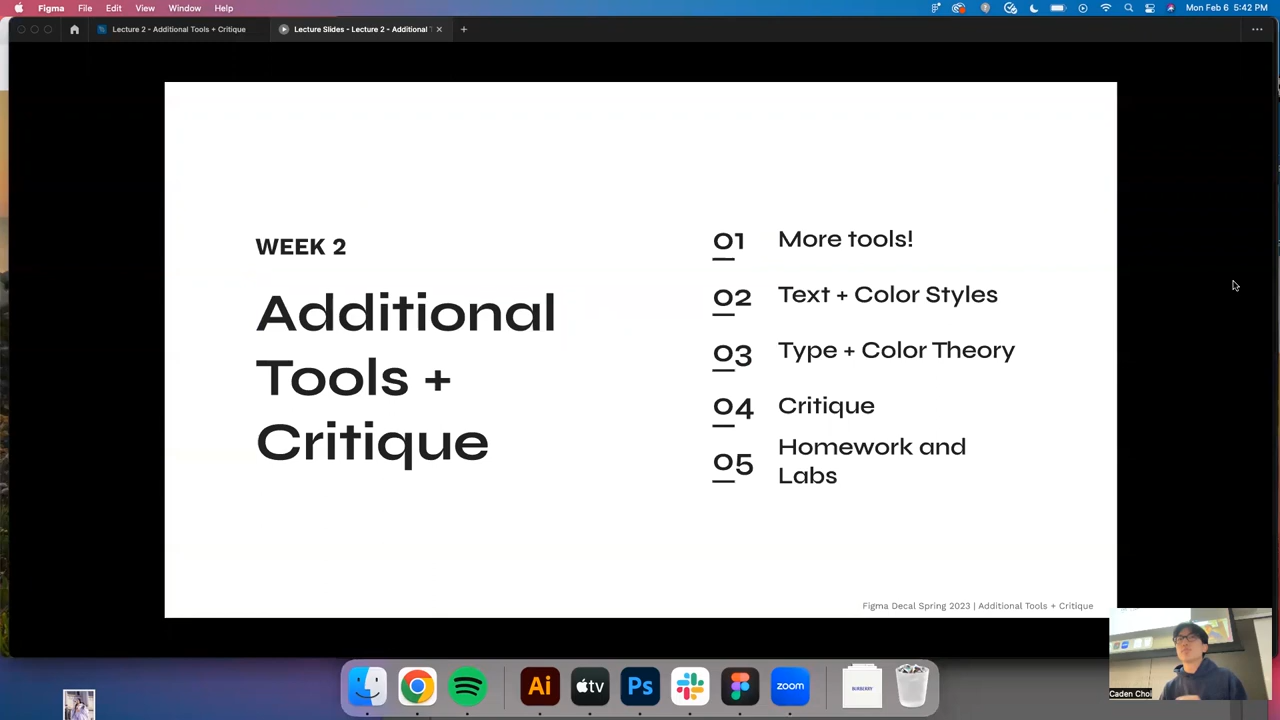 Figma File Edit View Window Help
Mon Feb 6 5:42 PM
Lecture 2 - Additional Tools + Critique
Lecture Slides - Lecture 2 - Additional
WEEK 2
Additional
Tools +
Critique
01 More tools!
02 Text + Color Styles
03 Type + Color Theory
04 Critique
05 Homework and
Labs
Figma Decal Spring 2023 | Additional Tools + Critique
Caden Choi
Ai
tv
Ps
zoom
BURBERRY